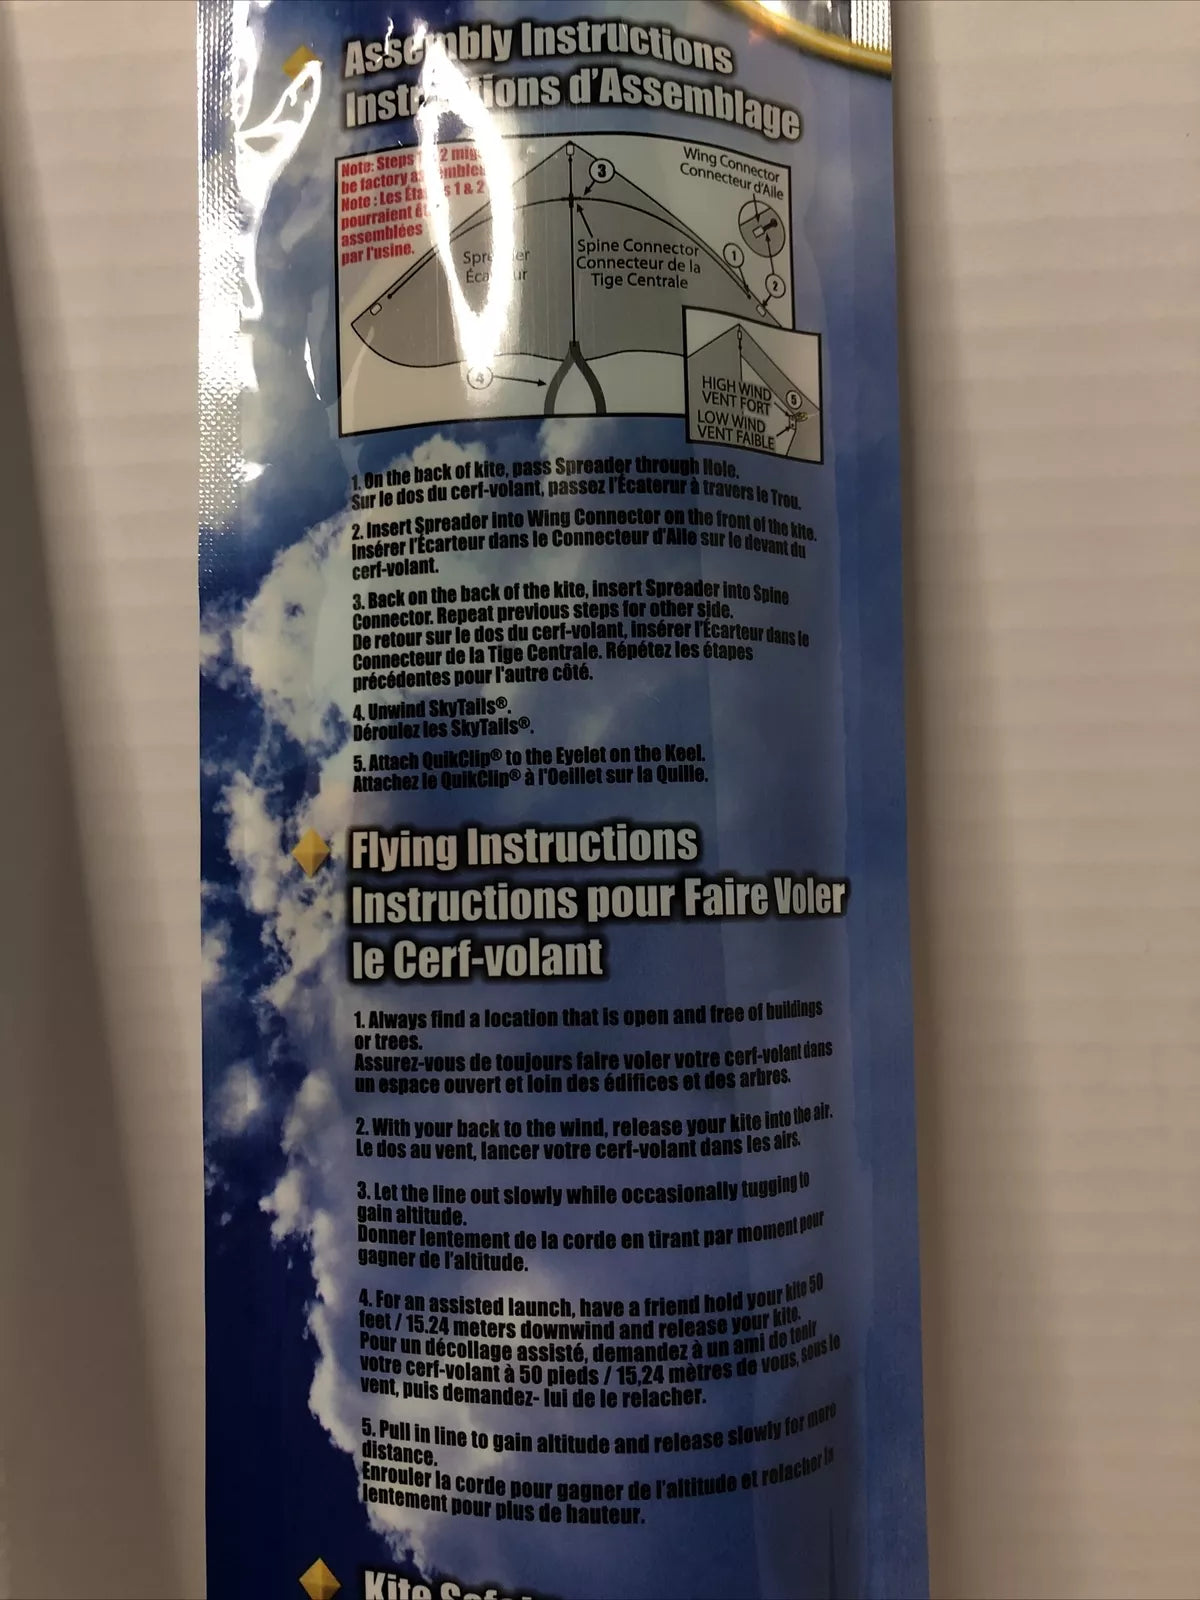 Assembly Instructions
Instructions d'Assemblage
Note: Steps 2
be factory
Note : Les 1 & 2
pourraient
assemblées
par l'usine.
3
Wing Connector
Connecteur d'Aile
Spine Connector
Connecteur de la
Tige Centrale
1
2
4
HIGH WIND
VENT FORT
5
LOW WIND
VENT FAIBLE
1. On the back of kite, pass Spreader through Hole.
Sur le dos du cerf-volant, passez l'Écaterur à travers le Trou.
2. Insert Spreader into Wing Connector on the front of the kite.
Insérer l'Écarteur dans le Connecteur d'Aile sur le devant du
cerf-volant.
3. Back on the back of the kite, insert Spreader into Spine
Connector. Repeat previous steps for other side.
De retour sur le dos du cerf-volant, insérer l'Écarteur dans le
Connecteur de la Tige Centrale. Répétez les étapes
précédentes pour l'autre côté.
4. Unwind SkyTails®.
Déroulez les SkyTails®.
5. Attach QuikClip® to the Eyelet on the Keel.
Attachez le QuikClip® à l'Oeillet sur la Quille.
Flying Instructions
Instructions pour Faire Voler
le Cerf-volant
1. Always find a location that is open and free of buildings
or trees.
Assurez-vous de toujours faire voler votre cerf-volant dans
un espace ouvert et loin des édifices et des arbres.
2. With your back to the wind, release your kite into the air.
Le dos au vent, lancer votre cerf-volant dans les airs.
3. Let the line out slowly while occasionally tugging to
gain altitude.
Donner lentement de la corde en tirant par moment pour
gagner de l'altitude.
4. For an assisted launch, have a friend hold your kite 50
feet / 15.24 meters downwind and release your kite.
Pour un décollage assisté, demandez à un ami de tenir
votre cerf-volant à 50 pieds / 15,24 mètres de vous, sous le
vent, puis demandez- lui de le relacher.
5. Pull in line to gain altitude and release slowly for more
distance.
Enrouler la corde pour gagner de l'altitude et relacher la
lentement pour plus de hauteur.
Kite